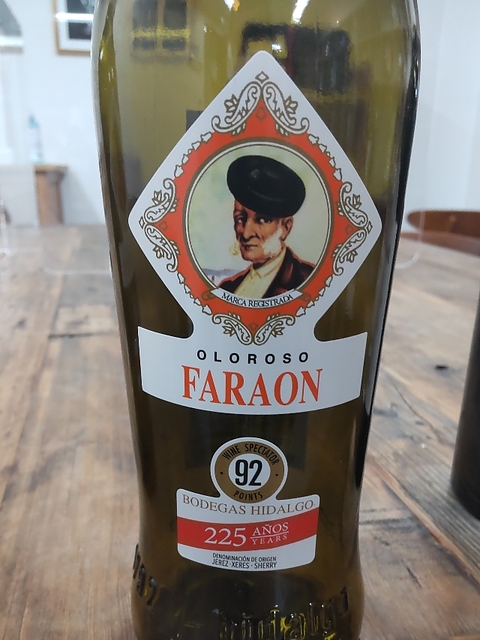 MARCA REGISTRADA
OLOROSO
FARAON
WINE SPECTATOR
92
POINTS
BODEGAS HIDALGO
225 AÑOS
YEARS
DENOMINACIÓN DE ORIGEN
JEREZ - XERES - SHERRY